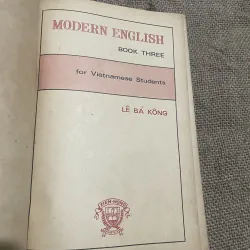 MODERN ENGLISH
BOOK THREE
for Vietnamese Students
LÊ BÁ KÔNG